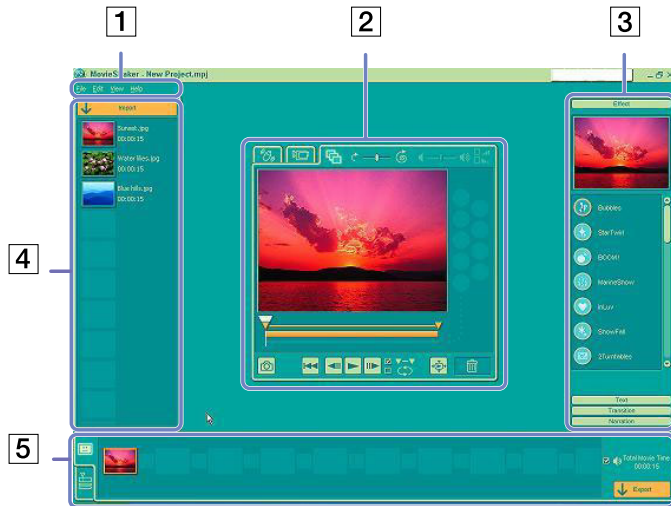 1
2
3
MovieShaker - New Project.mpj
File Edit View Help
Import
Sunset.jpg
00:00:15
Water lilies.jpg
00:00:15
Blue hills.jpg
00:00:15
Effect
Bubbles
StarTwirl
BOOM!
MarineSnow
InLuv
SnowFall
2Turntables
Text
Transition
Narration
4
5
Total Movie Time
00:00:15
Export